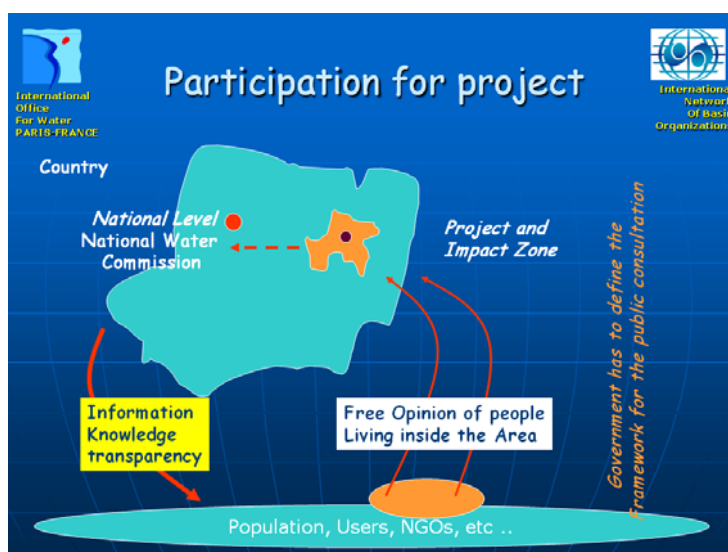 International
Office
For Water
PARIS-FRANCE
Participation for project
International
Network
Of Basin
Organizations
Country
National Level
National Water
Commission
Project and
Impact Zone
Government has to define the
Framework for the public consultation
Information
Knowledge
transparency
Free Opinion of people
Living inside the Area
Population, Users, NGOs, etc ..